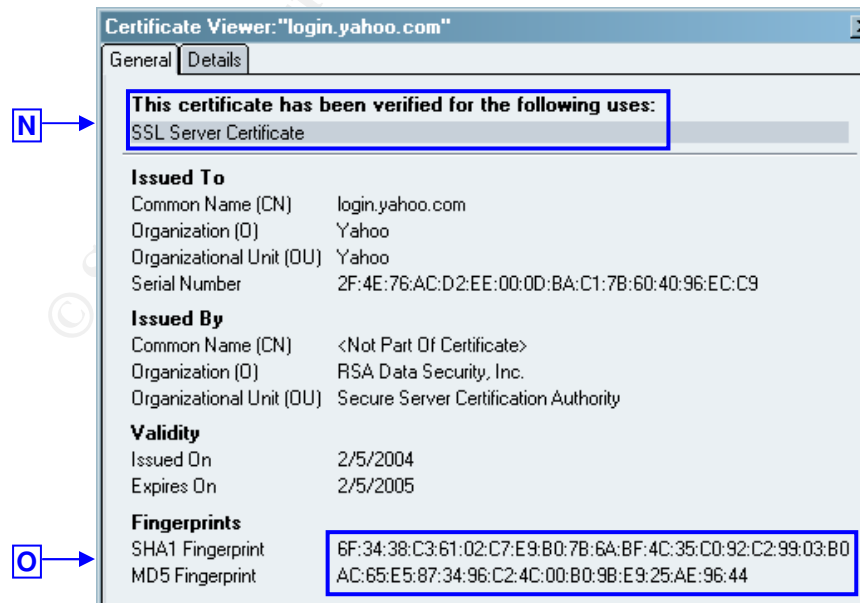 Certificate Viewer:"login.yahoo.com"
General Details
N
This certificate has been verified for the following uses:
SSL Server Certificate
Issued To
Common Name (CN) login.yahoo.com
Organization (O) Yahoo
Organizational Unit (OU) Yahoo
Serial Number 2F:4E:76:AC:D2:EE:00:0D:BA:C1:7B:60:40:96:EC:C9
Issued By
Common Name (CN) <Not Part Of Certificate>
Organization (O) RSA Data Security, Inc.
Organizational Unit (OU) Secure Server Certification Authority
Validity
Issued On 2/5/2004
Expires On 2/5/2005
Fingerprints
O
SHA1 Fingerprint 6F:34:38:C3:61:02:C7:E9:B0:7B:6A:BF:4C:35:C0:92:C2:99:03:B0
MD5 Fingerprint AC:65:E5:87:34:96:C2:4C:00:B0:9B:E9:25:AE:96:44
©